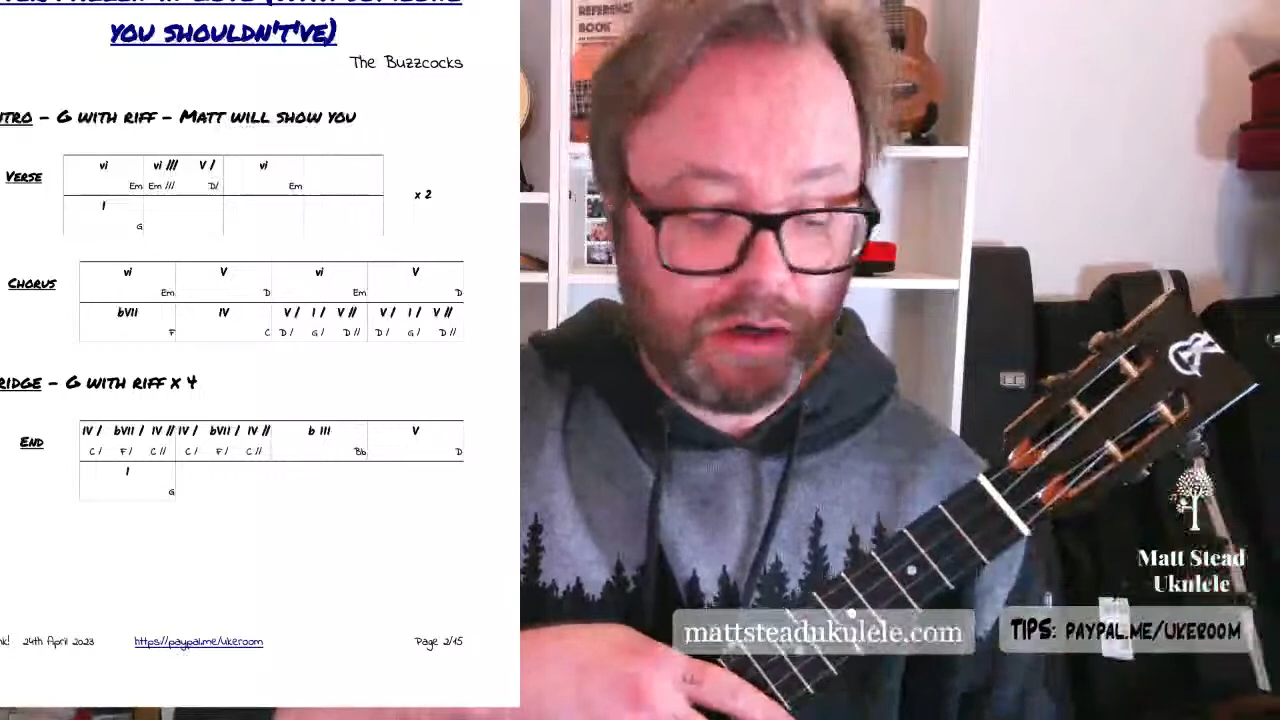 YOU SHOULDN'T'VE)
The Buzzcocks
NTRO - G WITH RIFF - MATT WILL SHOW YOU
VERSE
vi vi /// V / vi
Em Em /// D/ Em
x 2
I
G
CHORUS
vi V vi V
Em D Em D
bVII IV V / I / V // V / I / V //
F C D / G / D // D / G / D //
RIDGE - G WITH RIFF X 4
END
IV / bVII / IV // IV / bVII / IV // b III V
C / F / C // C / F / C // Bb D
I
G
nk! 24th April 2023 https://paypal.me/ukeroom Page 2/15
REFERENCE
BOOK
Matt Stead
Ukulele
mattsteadukulele.com
TIPS: PAYPAL.ME/UKEROOM